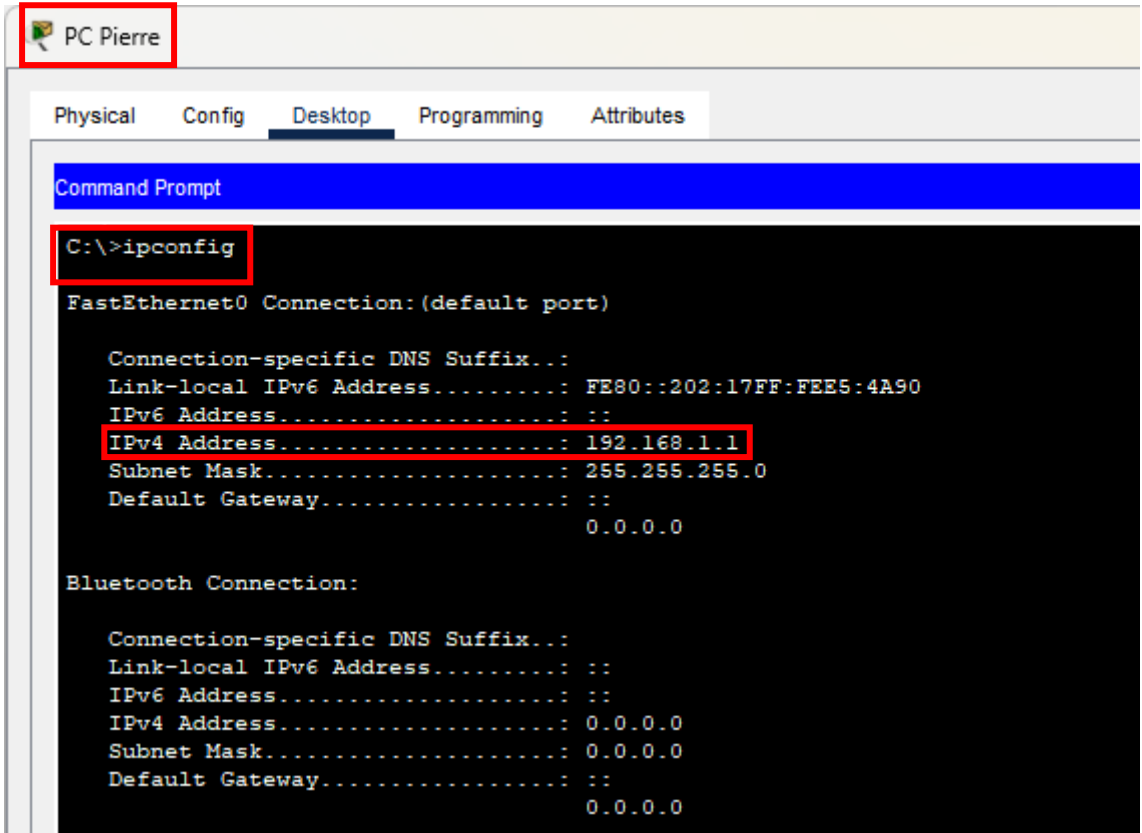 PC Pierre
Physical Config Desktop Programming Attributes
Command Prompt
C:\>ipconfig
FastEthernet0 Connection:(default port)
Connection-specific DNS Suffix..:
Link-local IPv6 Address.........: FE80::202:17FF:FEE5:4A90
IPv6 Address....................: ::
IPv4 Address....................: 192.168.1.1
Subnet Mask.....................: 255.255.255.0
Default Gateway.................: ::
0.0.0.0
Bluetooth Connection:
Connection-specific DNS Suffix..:
Link-local IPv6 Address.........: ::
IPv6 Address....................: ::
IPv4 Address....................: 0.0.0.0
Subnet Mask.....................: 0.0.0.0
Default Gateway.................: ::
0.0.0.0